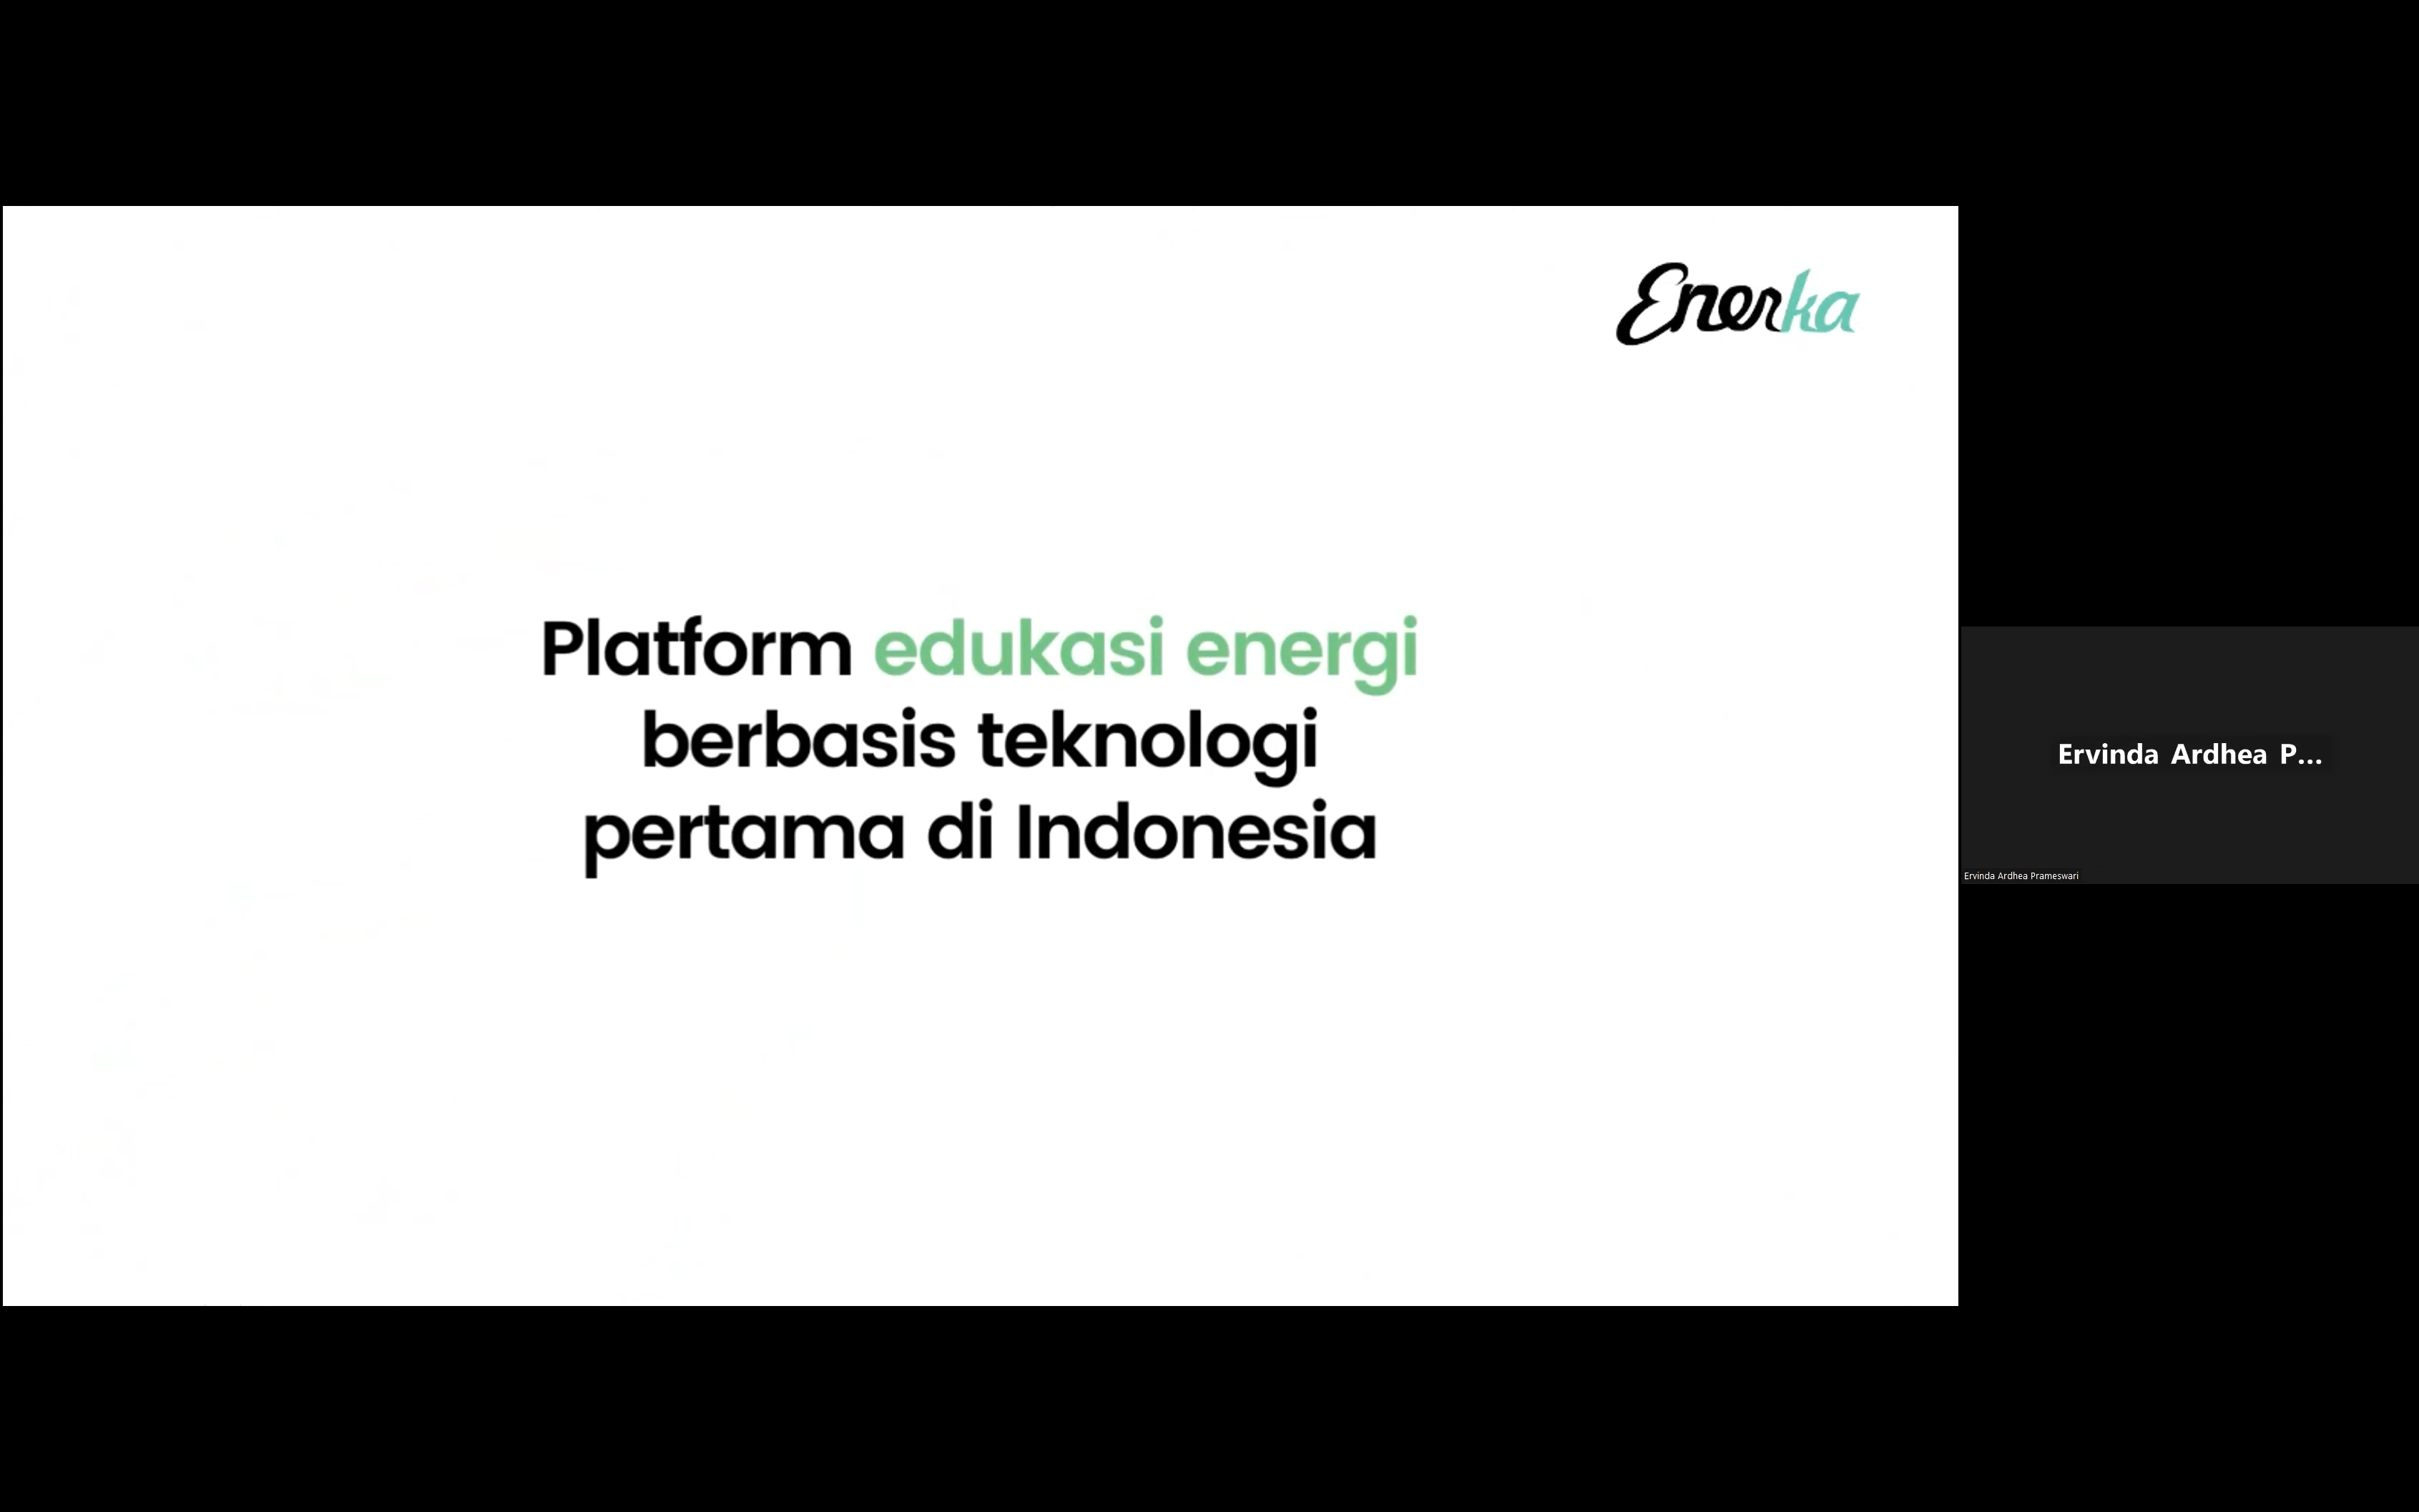 Enerka
Platform edukasi energi
berbasis teknologi
pertama di Indonesia
Ervinda Ardhea P...
Ervinda Ardhea Prameswari